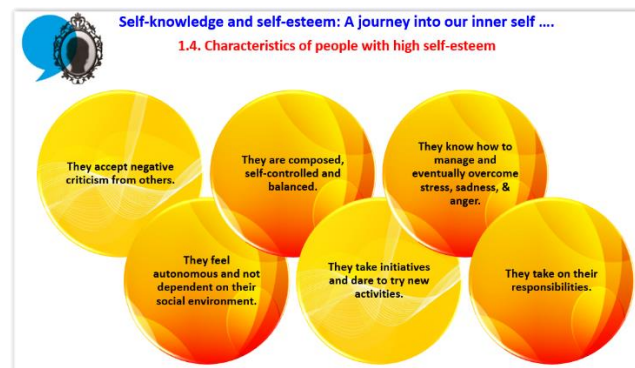 Self-knowledge and self-esteem: A journey into our inner self ....
1.4. Characteristics of people with high self-esteem
They accept negative
criticism from others.
They feel
autonomous and not
dependent on their
social environment.
They are composed,
self-controlled and
balanced.
They take initiatives
and dare to try new
activities.
They know how to
manage and
eventually overcome
stress, sadness, &
anger.
They take on their
responsibilities.